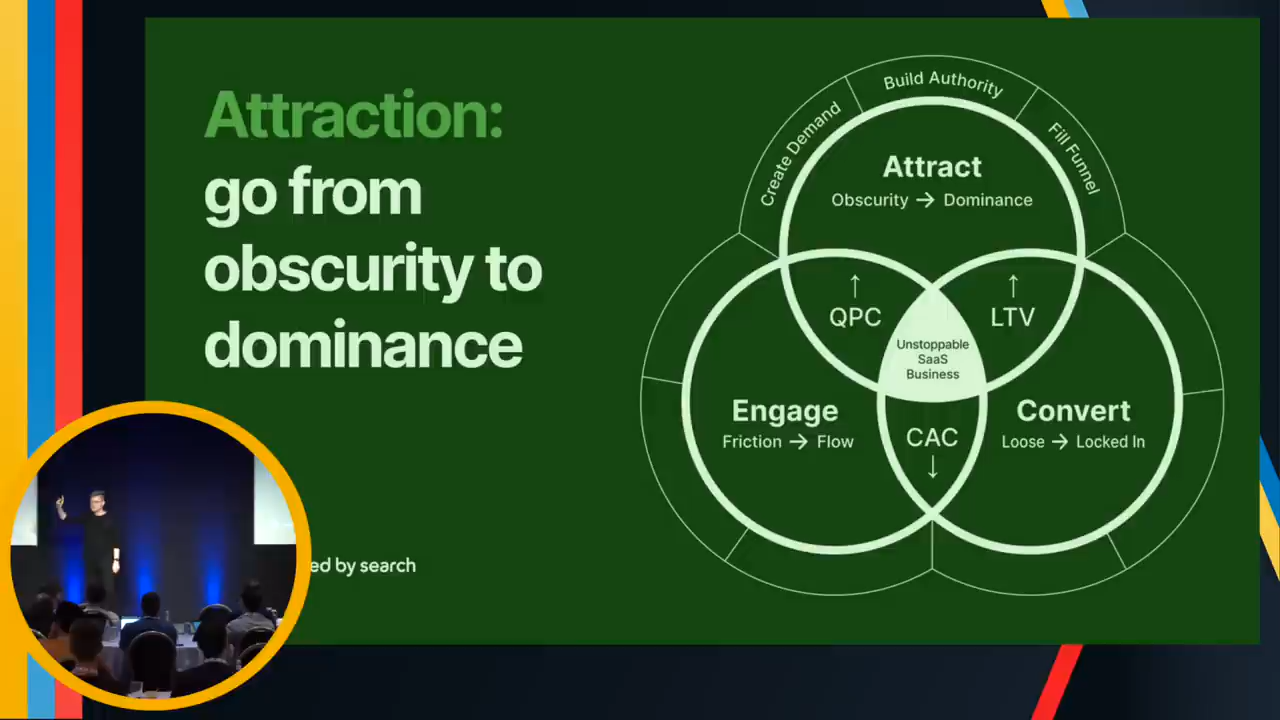 Attraction:
go from
obscurity to
dominance
ed by search
Create Demand
Build Authority
Fill Funnel
Attract
Obscurity → Dominance
↑
QPC
↑
LTV
Unstoppable
SaaS
Business
Engage
Friction → Flow
CAC
↓
Convert
Loose → Locked In